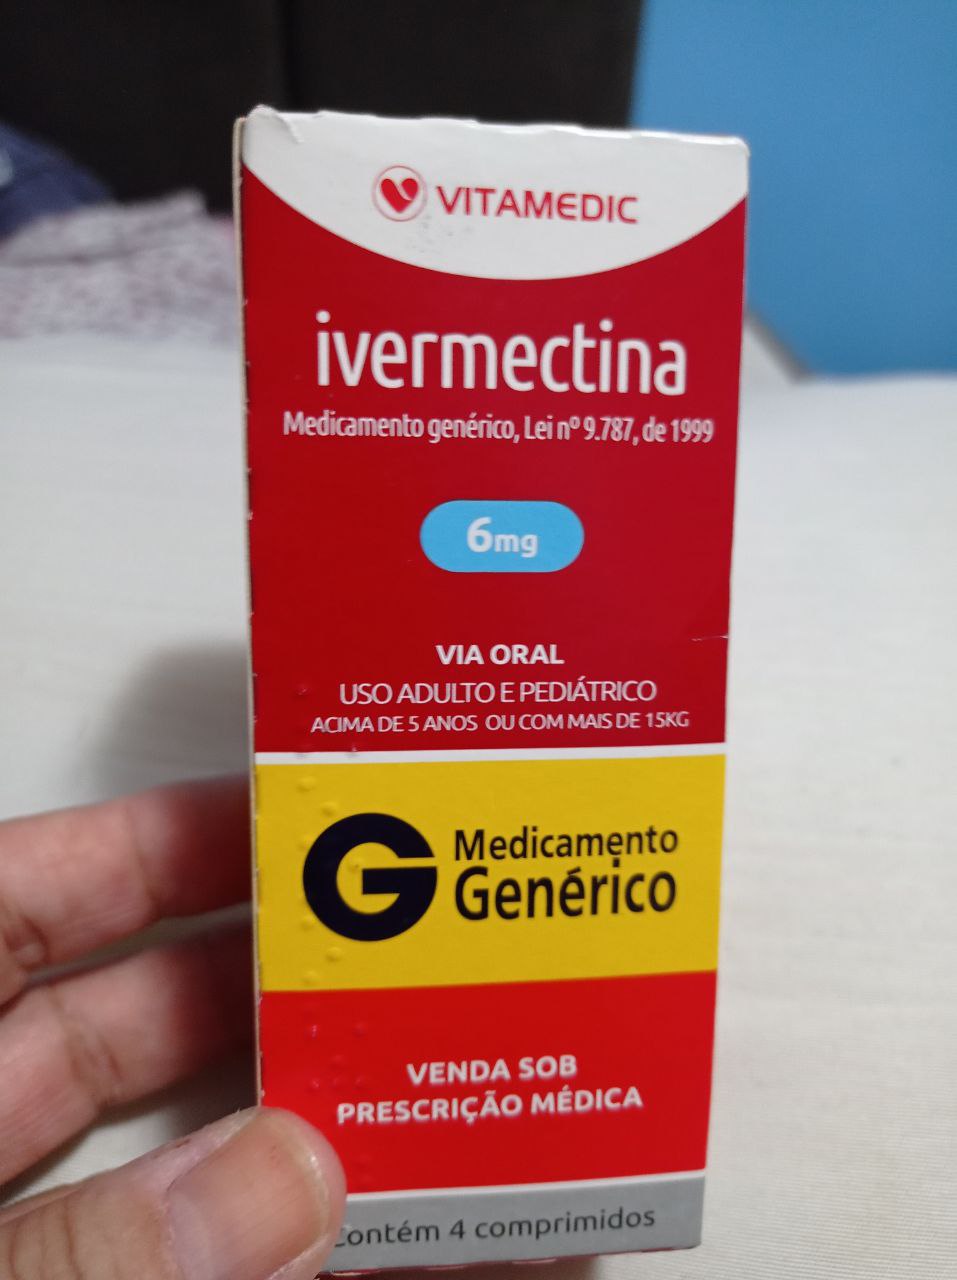 VITAMEDIC
ivermectina
Medicamento genérico, Lei nº 9.787, de 1999
6mg
VIA ORAL
USO ADULTO E PEDIÁTRICO
ACIMA DE 5 ANOS OU COM MAIS DE 15KG
G Medicamento
Genérico
VENDA SOB
PRESCRIÇÃO MÉDICA
Contém 4 comprimidos